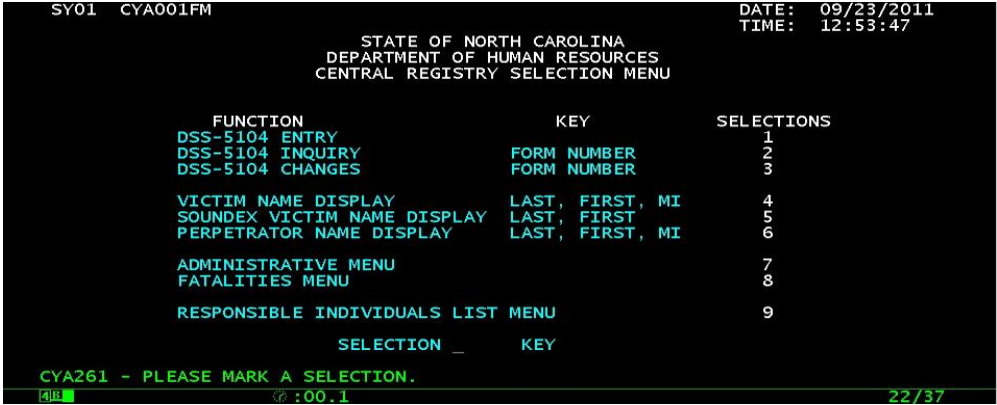 SY01 CYA001FM DATE: 09/23/2011
TIME: 12:53:47
STATE OF NORTH CAROLINA
DEPARTMENT OF HUMAN RESOURCES
CENTRAL REGISTRY SELECTION MENU
FUNCTION KEY SELECTIONS
DSS-5104 ENTRY 1
DSS-5104 INQUIRY FORM NUMBER 2
DSS-5104 CHANGES FORM NUMBER 3
VICTIM NAME DISPLAY LAST, FIRST, MI 4
SOUNDEX VICTIM NAME DISPLAY LAST, FIRST 5
PERPETRATOR NAME DISPLAY LAST, FIRST, MI 6
ADMINISTRATIVE MENU 7
FATALITIES MENU 8
RESPONSIBLE INDIVIDUALS LIST MENU 9
SELECTION _ KEY
CYA261 - PLEASE MARK A SELECTION.
4B :00.1 22/37